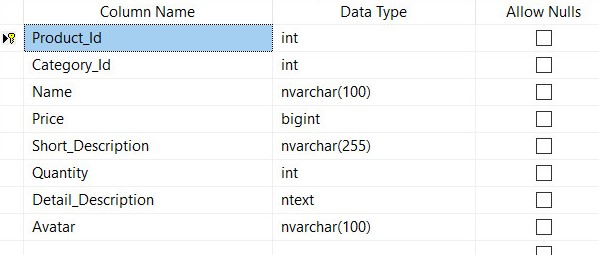 Column Name Data Type Allow Nulls
Product_Id int
Category_Id int
Name nvarchar(100)
Price bigint
Short_Description nvarchar(255)
Quantity int
Detail_Description ntext
Avatar nvarchar(100)